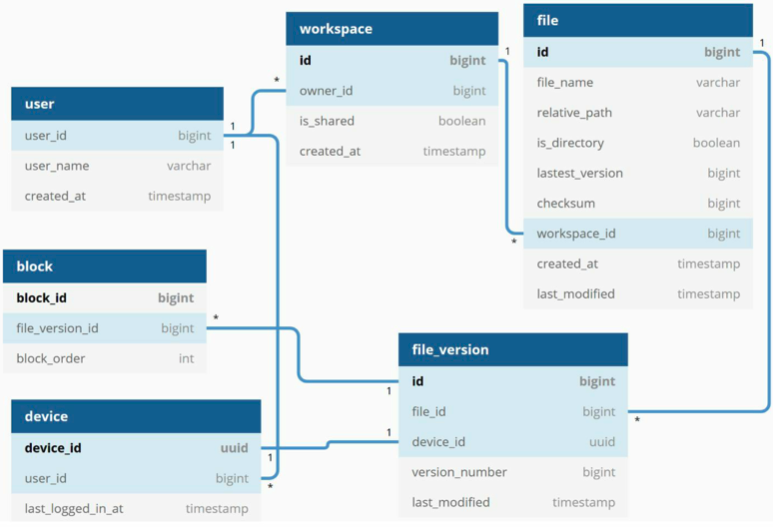 workspace
id bigint
owner_id bigint
is_shared boolean
created_at timestamp
file
id bigint
file_name varchar
relative_path varchar
is_directory boolean
lastest_version bigint
checksum bigint
workspace_id bigint
created_at timestamp
last_modified timestamp
user
user_id bigint
user_name varchar
created_at timestamp
block
block_id bigint
file_version_id bigint
block_order int
device
device_id uuid
user_id bigint
last_logged_in_at timestamp
file_version
id bigint
file_id bigint
device_id uuid
version_number bigint
last_modified timestamp
1
1
*
1
*
1
*
1
*
1
1
*